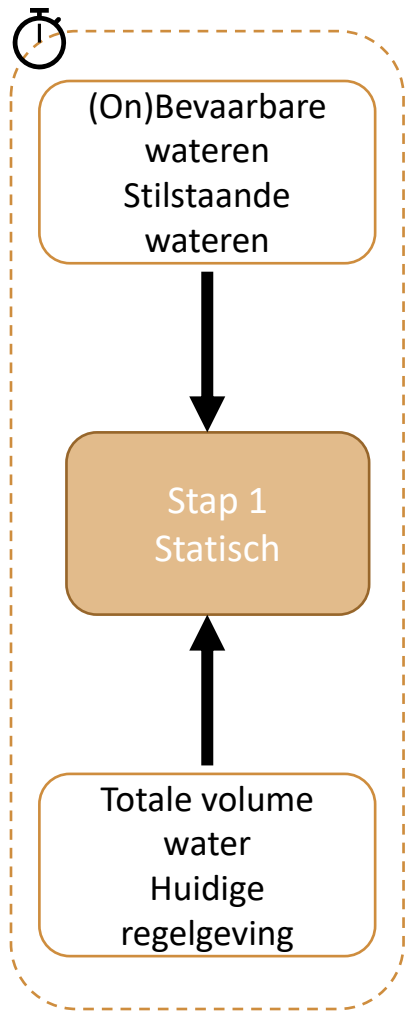 (On)Bevaarbare
wateren
Stilstaande
wateren
Stap 1
Statisch
Totale volume
water
Huidige
regelgeving